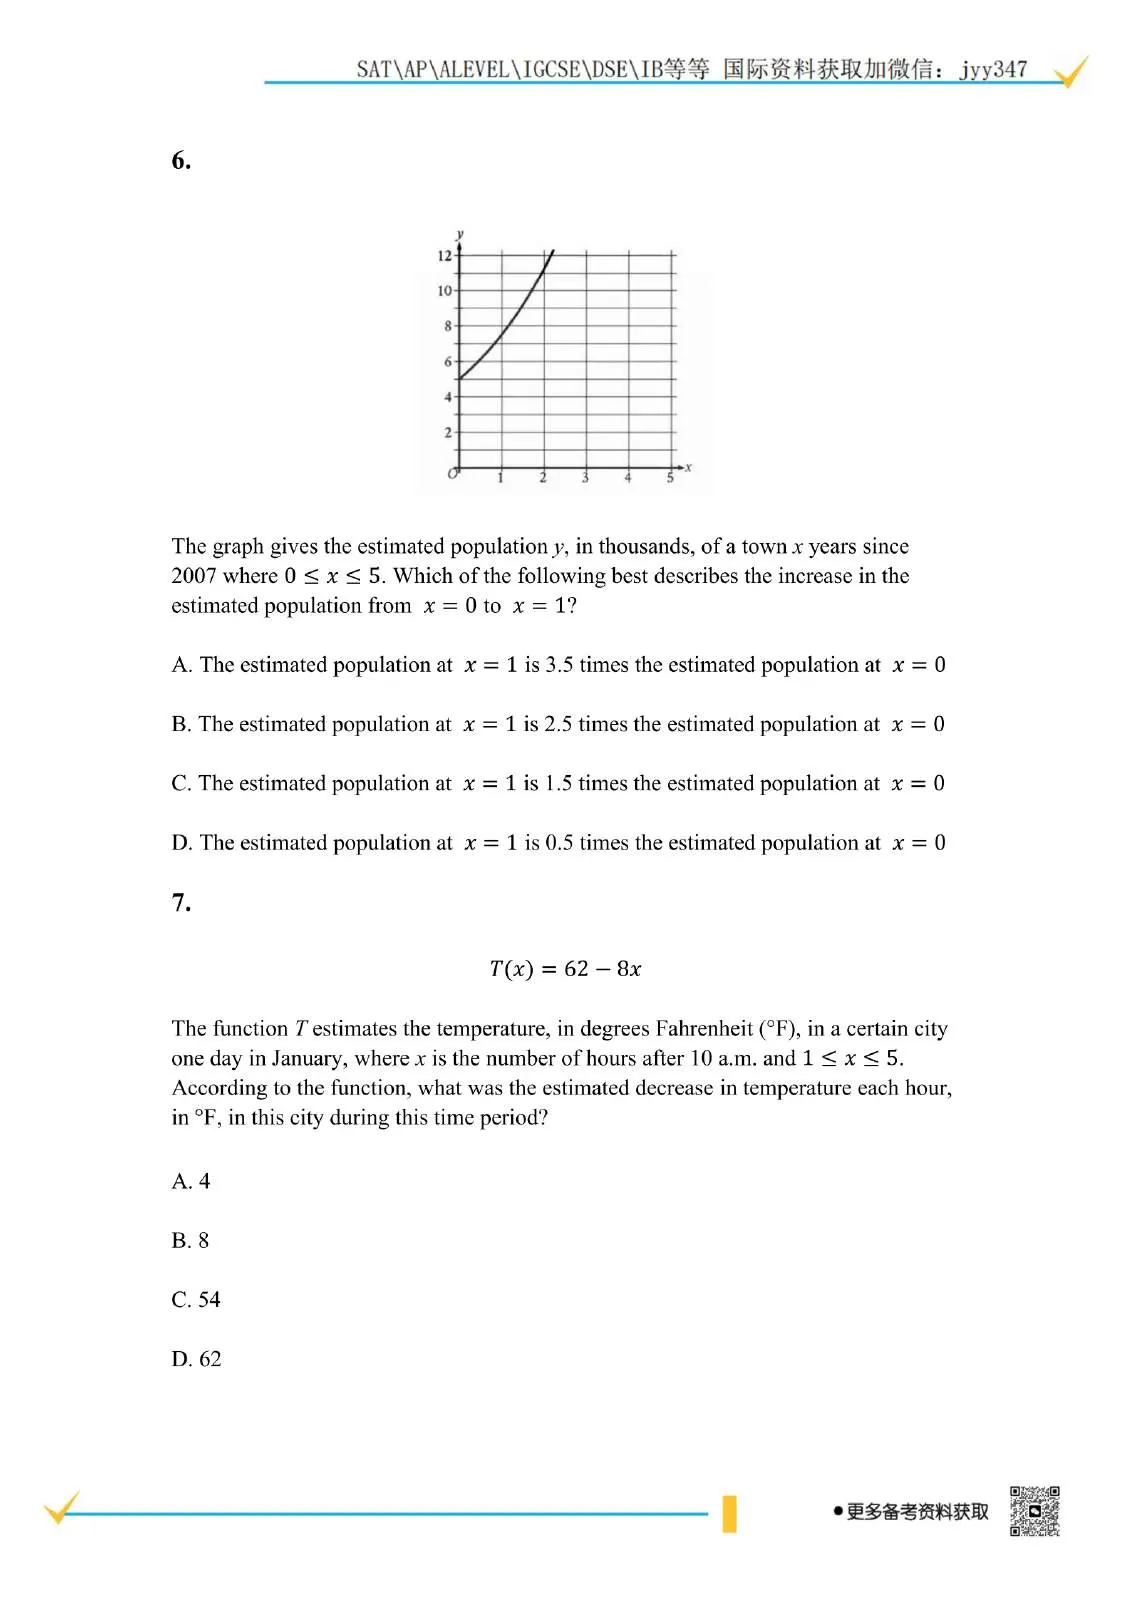 SAT\AP\ALEVEL\IGCSE\DSE\IB等等 国际资料获取加微信：jyy347
6.
y
12
10
8
6
4
2
O
1 2 3 4 5 x
The graph gives the estimated population y, in thousands, of a town x years since
2007 where 0 ≤ x ≤ 5. Which of the following best describes the increase in the
estimated population from x = 0 to x = 1?
A. The estimated population at x = 1 is 3.5 times the estimated population at x = 0
B. The estimated population at x = 1 is 2.5 times the estimated population at x = 0
C. The estimated population at x = 1 is 1.5 times the estimated population at x = 0
D. The estimated population at x = 1 is 0.5 times the estimated population at x = 0
7.
T(x) = 62 − 8x
The function T estimates the temperature, in degrees Fahrenheit (°F), in a certain city
one day in January, where x is the number of hours after 10 a.m. and 1 ≤ x ≤ 5.
According to the function, what was the estimated decrease in temperature each hour,
in °F, in this city during this time period?
A. 4
B. 8
C. 54
D. 62
●更多备考资料获取